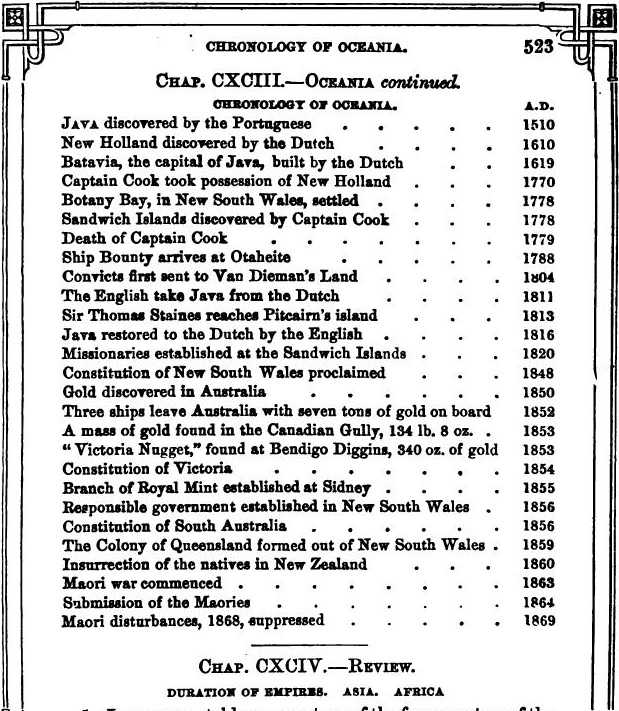 CHRONOLOGY OF OCEANIA. 523
CHAP. CXCIII.—OCEANIA continued.
CHRONOLOGY OF OCEANIA. A.D.
JAVA discovered by the Portuguese . . . . . 1510
New Holland discovered by the Dutch . . . . 1610
Batavia, the capital of Java, built by the Dutch . . 1619
Captain Cook took possession of New Holland . . . 1770
Botany Bay, in New South Wales, settled . . . . 1778
Sandwich Islands discovered by Captain Cook . . . 1778
Death of Captain Cook . . . . . . . 1779
Ship Bounty arrives at Otaheite . . . . . 1788
Convicts first sent to Van Dieman's Land . . . . 1804
The English take Java from the Dutch . . . . 1811
Sir Thomas Staines reaches Pitcairn's island . . . 1813
Java restored to the Dutch by the English . . . . 1816
Missionaries established at the Sandwich Islands . . . 1820
Constitution of New South Wales proclaimed . . . 1848
Gold discovered in Australia . . . . . . 1850
Three ships leave Australia with seven tons of gold on board 1852
A mass of gold found in the Canadian Gully, 134 lb. 8 oz. . 1853
"Victoria Nugget," found at Bendigo Diggins, 340 oz. of gold 1853
Constitution of Victoria . . . . . . . 1854
Branch of Royal Mint established at Sidney . . . . 1855
Responsible government established in New South Wales . 1856
Constitution of South Australia . . . . . . 1856
The Colony of Queensland formed out of New South Wales . 1859
Insurrection of the natives in New Zealand . . . 1860
Maori war commenced . . . . . . . . 1863
Submission of the Maories . . . . . . . 1864
Maori disturbances, 1868, suppressed . . . . . 1869
CHAP. CXCIV.—REVIEW.
DURATION OF EMPIRES. ASIA. AFRICA